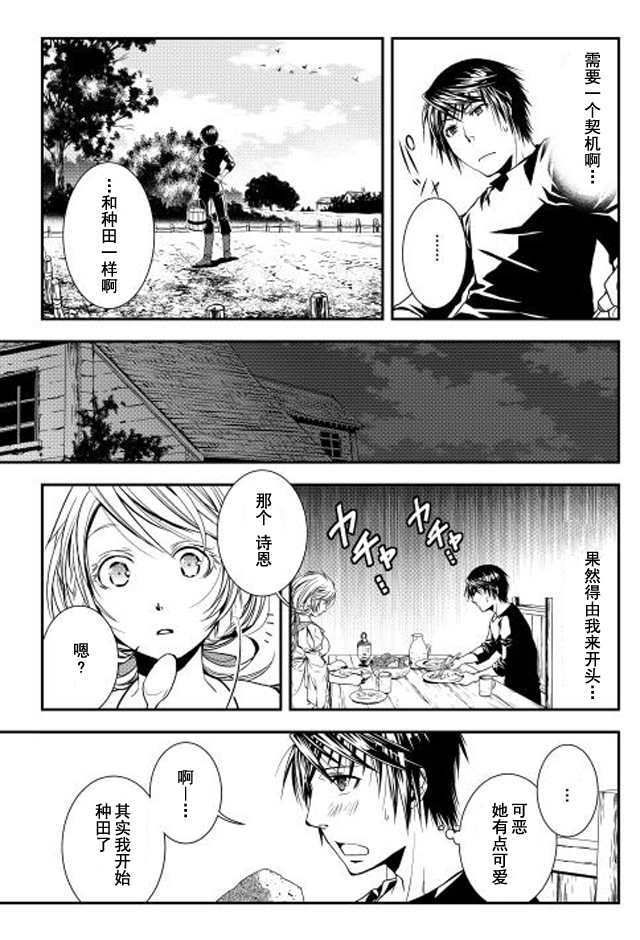 需要一个契机啊…
…
…和种田一样啊
果然得由我来开头…
カチャ…
カチャ…
那个 诗恩
嗯?
…
可恶
她有点可爱
啊—…
其实我开始
种田了